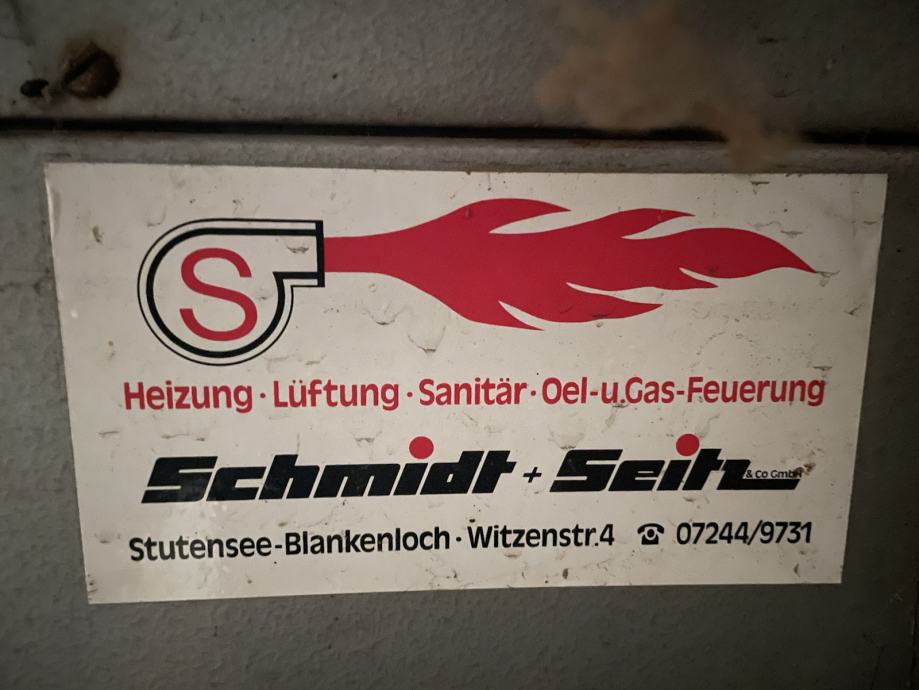 S
Heizung · Lüftung · Sanitär · Oel-u.Gas-Feuerung
Schmidt + Seitz & Co GmbH
Stutensee-Blankenloch · Witzenstr.4 ☎ 07244/9731